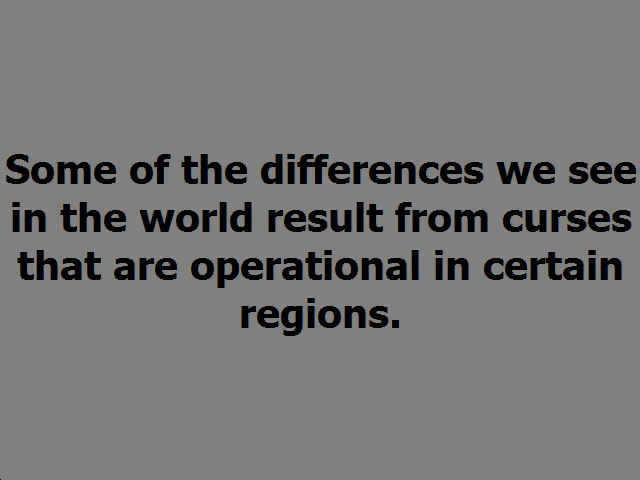 Some of the differences we see
in the world result from curses
that are operational in certain
regions.